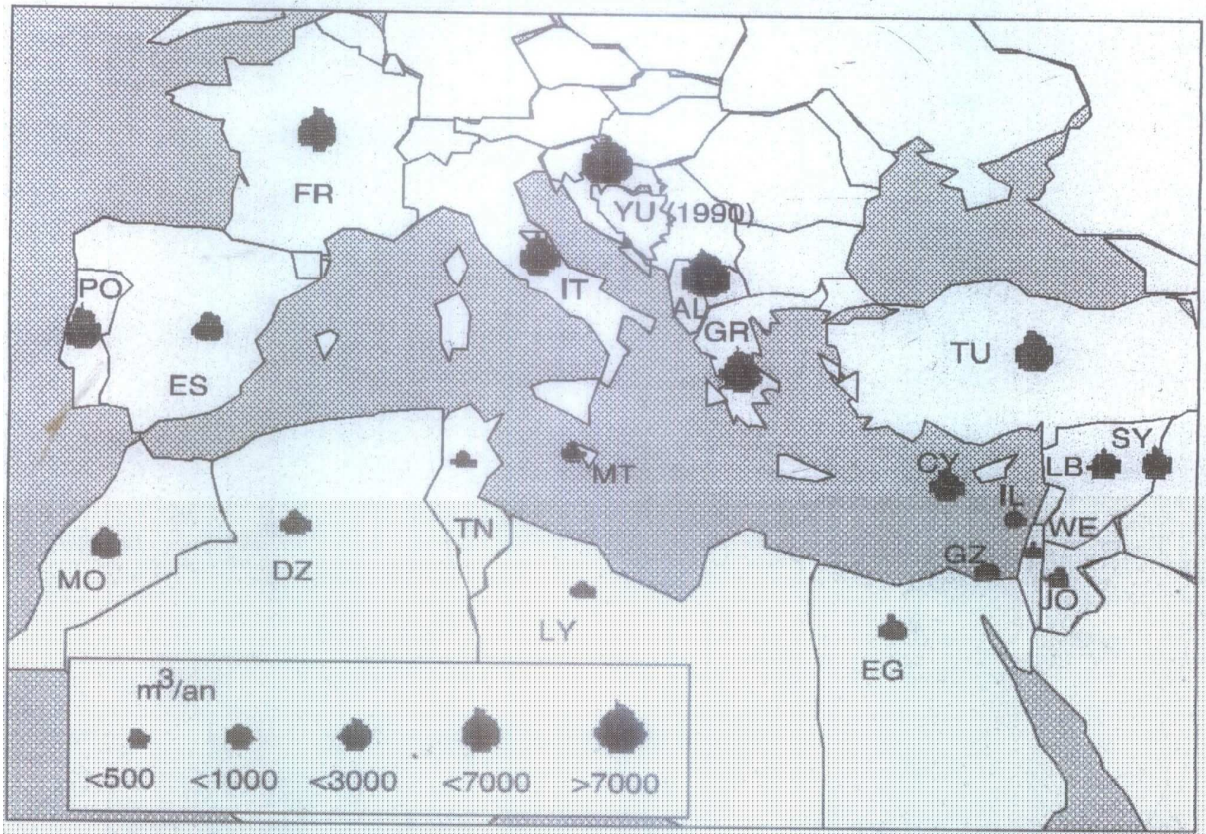 FR
YU (1990)
PO
IT
AL
GR
TU
ES
SY
LB
MT
CY
IL
TN
WE
MO
DZ
GZ
JO
LY
EG
m³/an
<500 <1000 <3000 <7000 >7000